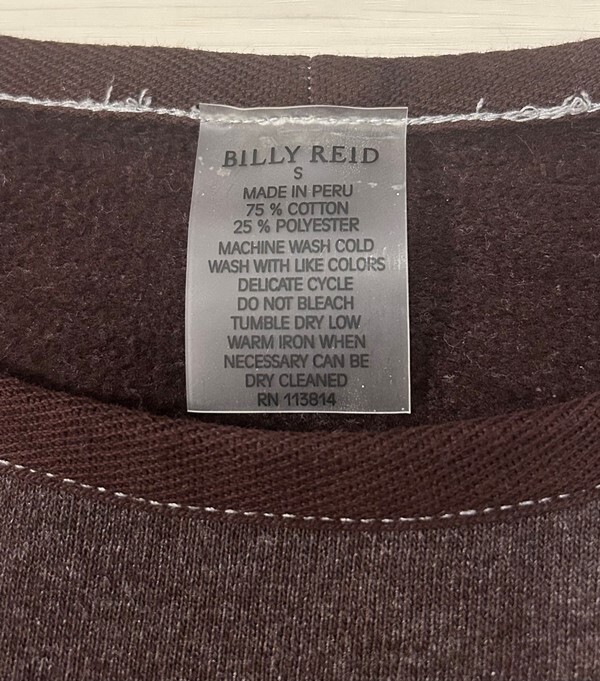 BILLY REID
S
MADE IN PERU
75 % COTTON
25 % POLYESTER
MACHINE WASH COLD
WASH WITH LIKE COLORS
DELICATE CYCLE
DO NOT BLEACH
TUMBLE DRY LOW
WARM IRON WHEN
NECESSARY CAN BE
DRY CLEANED
RN 113814